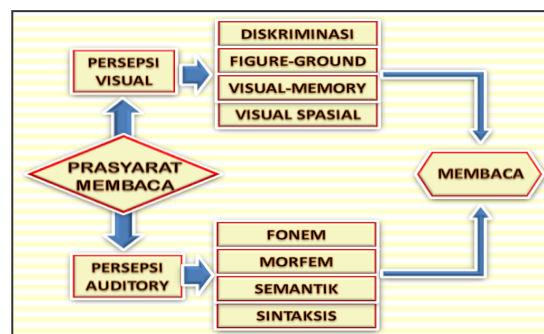 DISKRIMINASI
FIGURE-GROUND
VISUAL-MEMORY
VISUAL SPASIAL
PERSEPSI
VISUAL
PRASYARAT
MEMBACA
MEMBACA
PERSEPSI
AUDITORY
FONEM
MORFEM
SEMANTIK
SINTAKSIS